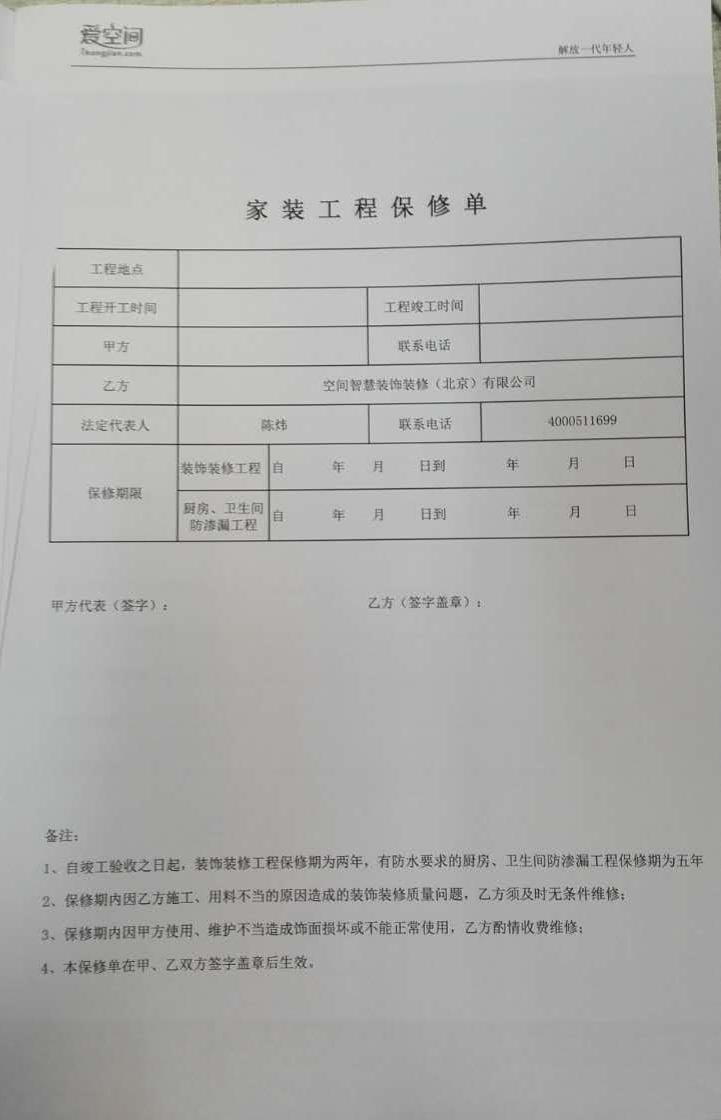 爱空间
解放一代年轻人
家装工程保修单
工程地点
工程开工时间 工程竣工时间
甲方 联系电话
乙方 空间智慧装饰装修（北京）有限公司
法定代表人 陈炜 联系电话 4000511699
保修期限
装饰装修工程 自 年 月 日到 年 月 日
厨房、卫生间
防渗漏工程 自 年 月 日到 年 月 日
甲方代表（签字）： 乙方（签字盖章）：
备注：
1、自竣工验收之日起，装饰装修工程保修期为两年，有防水要求的厨房、卫生间防渗漏工程保修期为五年
2、保修期内因乙方施工、用料不当的原因造成的装饰装修质量问题，乙方须及时无条件维修；
3、保修期内因甲方使用、维护不当造成饰面损坏或不能正常使用，乙方酌情收费维修；
4、本保修单在甲、乙双方签字盖章后生效。